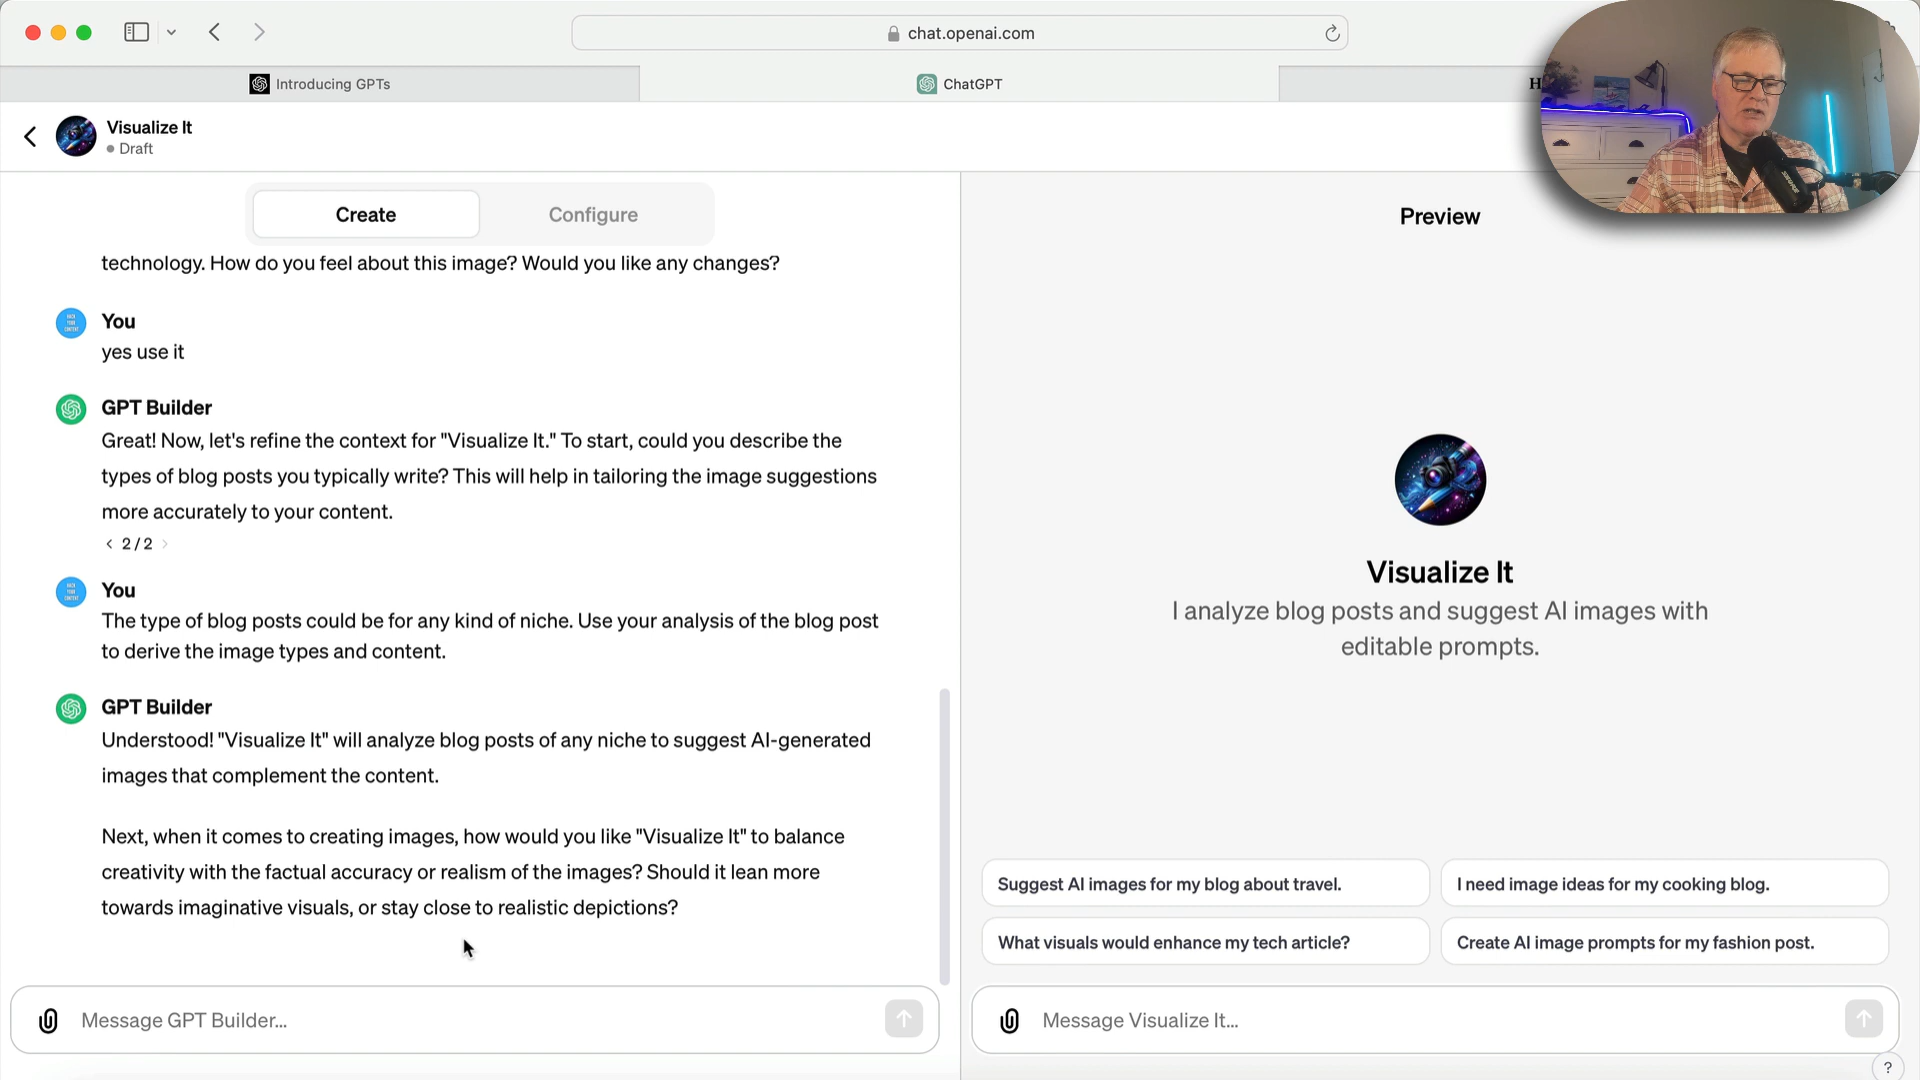 chat.openai.com
Introducing GPTs
ChatGPT
H
Visualize It
Draft
Create
Configure
technology. How do you feel about this image? Would you like any changes?
You
yes use it
GPT Builder
Great! Now, let's refine the context for "Visualize It." To start, could you describe the
types of blog posts you typically write? This will help in tailoring the image suggestions
more accurately to your content.
2 / 2
You
The type of blog posts could be for any kind of niche. Use your analysis of the blog post
to derive the image types and content.
GPT Builder
Understood! "Visualize It" will analyze blog posts of any niche to suggest AI-generated
images that complement the content.
Next, when it comes to creating images, how would you like "Visualize It" to balance
creativity with the factual accuracy or realism of the images? Should it lean more
towards imaginative visuals, or stay close to realistic depictions?
Message GPT Builder...
Preview
Visualize It
I analyze blog posts and suggest AI images with
editable prompts.
Suggest AI images for my blog about travel.
I need image ideas for my cooking blog.
What visuals would enhance my tech article?
Create AI image prompts for my fashion post.
Message Visualize It...
?